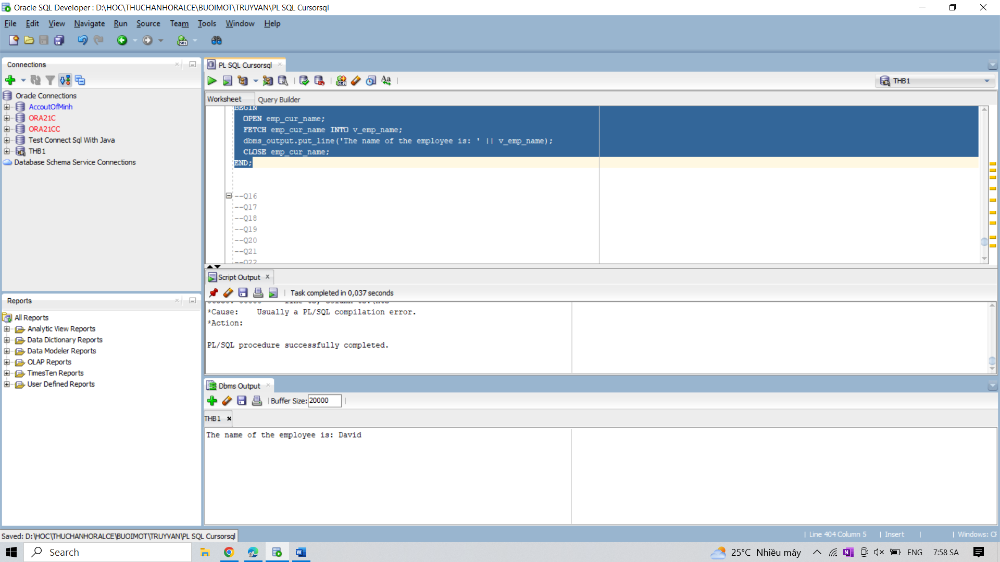 Oracle SQL Developer : D:\HOC\THUCHANHORALCE\BUOIMOT\TRUYVAN\PL SQL Cursorsql
File Edit View Navigate Run Source Team Tools Window Help
Connections
Oracle Connections
AccoutOfMinh
ORA21C
ORA21CC
Test Connect Sql With Java
THB1
Database Schema Service Connections
Reports
All Reports
Analytic View Reports
Data Dictionary Reports
Data Modeler Reports
OLAP Reports
TimesTen Reports
User Defined Reports
PL SQL Cursorsql
THB1
Worksheet Query Builder
BEGIN
OPEN emp_cur_name;
FETCH emp_cur_name INTO v_emp_name;
dbms_output.put_line('The name of the employee is: ' || v_emp_name);
CLOSE emp_cur_name;
END;
--Q16
--Q17
--Q18
--Q19
--Q20
--Q21
--Q22
Script Output
Task completed in 0,037 seconds
*Cause: Usually a PL/SQL compilation error.
*Action:
PL/SQL procedure successfully completed.
Dbms Output
Buffer Size: 20000
THB1
The name of the employee is: David
Saved: D:\HOC\THUCHANHORALCE\BUOIMOT\TRUYVAN\PL SQL Cursorsql
Line 404 Column 5 Insert Windows: CF
Search
25°C Nhiều mây ENG 7:58 SA